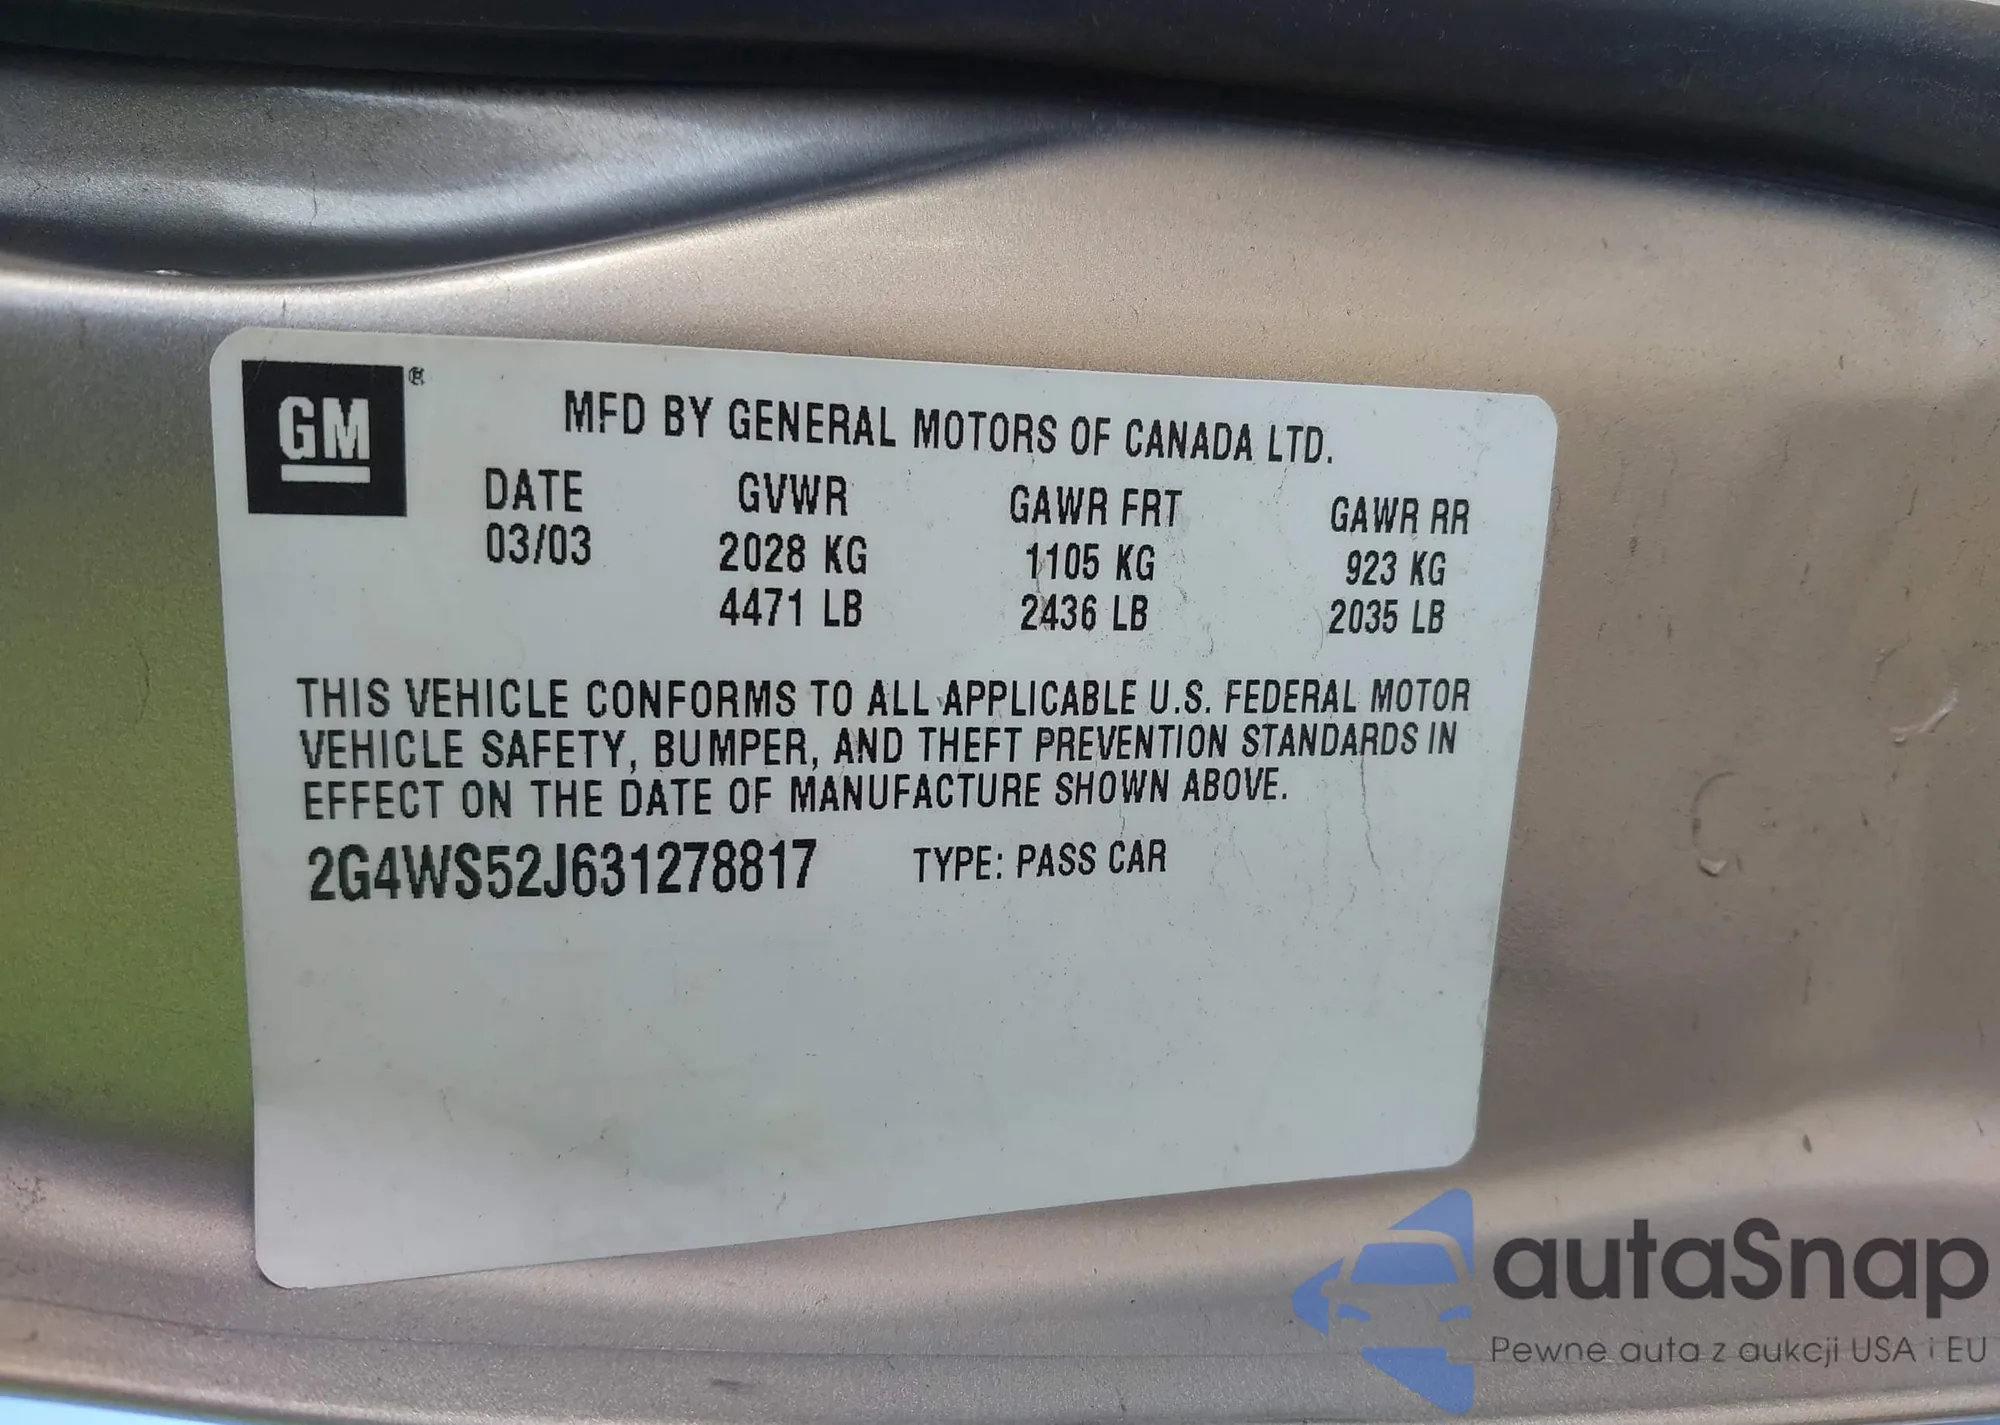 GM®
MFD BY GENERAL MOTORS OF CANADA LTD.
DATE GVWR GAWR FRT GAWR RR
03/03 2028 KG 1105 KG 923 KG
4471 LB 2436 LB 2035 LB
THIS VEHICLE CONFORMS TO ALL APPLICABLE U.S. FEDERAL MOTOR
VEHICLE SAFETY, BUMPER, AND THEFT PREVENTION STANDARDS IN
EFFECT ON THE DATE OF MANUFACTURE SHOWN ABOVE.
2G4WS52J631278817 TYPE: PASS CAR
autaSnap
Pewne auta z aukcji USA i EU